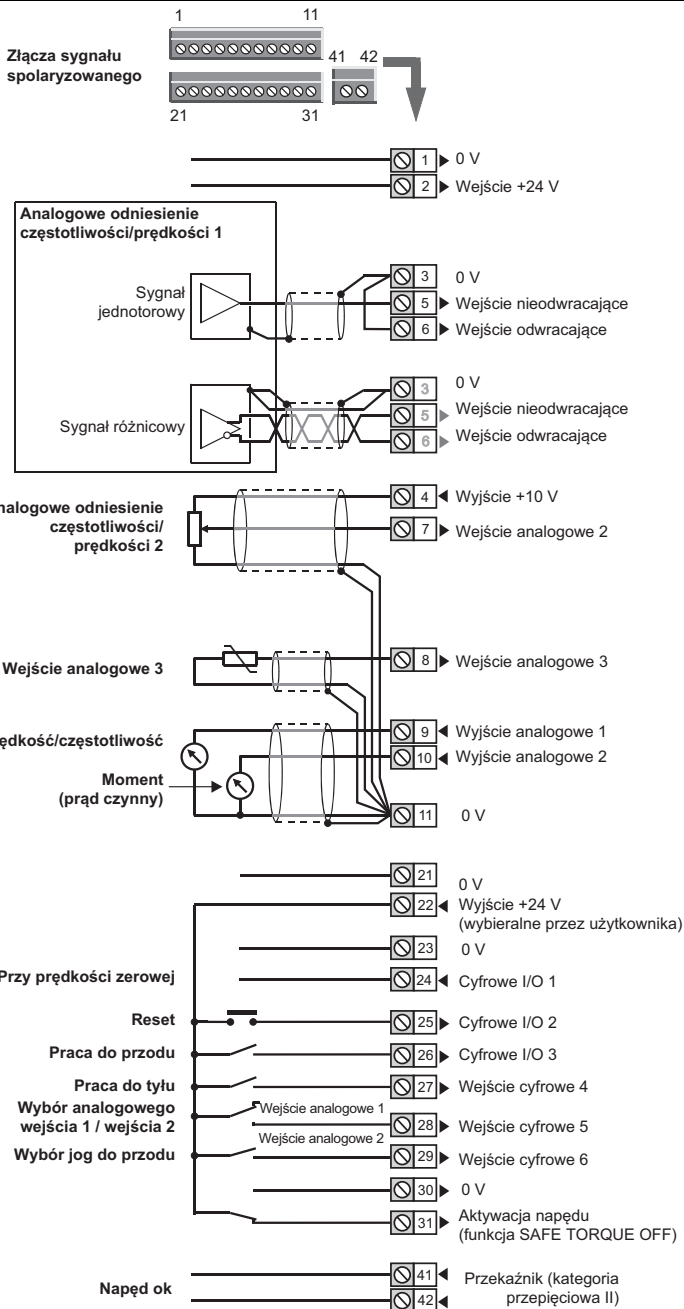 1 11
Złącza sygnału
spolaryzowanego
41 42
21 31
1 0 V
2 Wejście +24 V
Analogowe odniesienie
częstotliwości/prędkości 1
Sygnał
jednotorowy
3 0 V
5 Wejście nieodwracające
6 Wejście odwracające
Sygnał różnicowy
3 0 V
5 Wejście nieodwracające
6 Wejście odwracające
nalogowe odniesienie
częstotliwości/
prędkości 2
4 Wyjście +10 V
7 Wejście analogowe 2
Wejście analogowe 3
8 Wejście analogowe 3
ędkość/częstotliwość
9 Wyjście analogowe 1
10 Wyjście analogowe 2
Moment
(prąd czynny)
11 0 V
21 0 V
22 Wyjście +24 V
(wybieralne przez użytkownika)
23 0 V
Przy prędkości zerowej
24 Cyfrowe I/O 1
Reset
25 Cyfrowe I/O 2
Praca do przodu
26 Cyfrowe I/O 3
Praca do tyłu
27 Wejście cyfrowe 4
Wybór analogowego
wejścia 1 / wejścia 2
Wejście analogowe 1
28 Wejście cyfrowe 5
Wejście analogowe 2
Wybór jog do przodu
29 Wejście cyfrowe 6
30 0 V
31 Aktywacja napędu
(funkcja SAFE TORQUE OFF)
Napęd ok
41 Przekaźnik (kategoria
42 przepięciowa II)